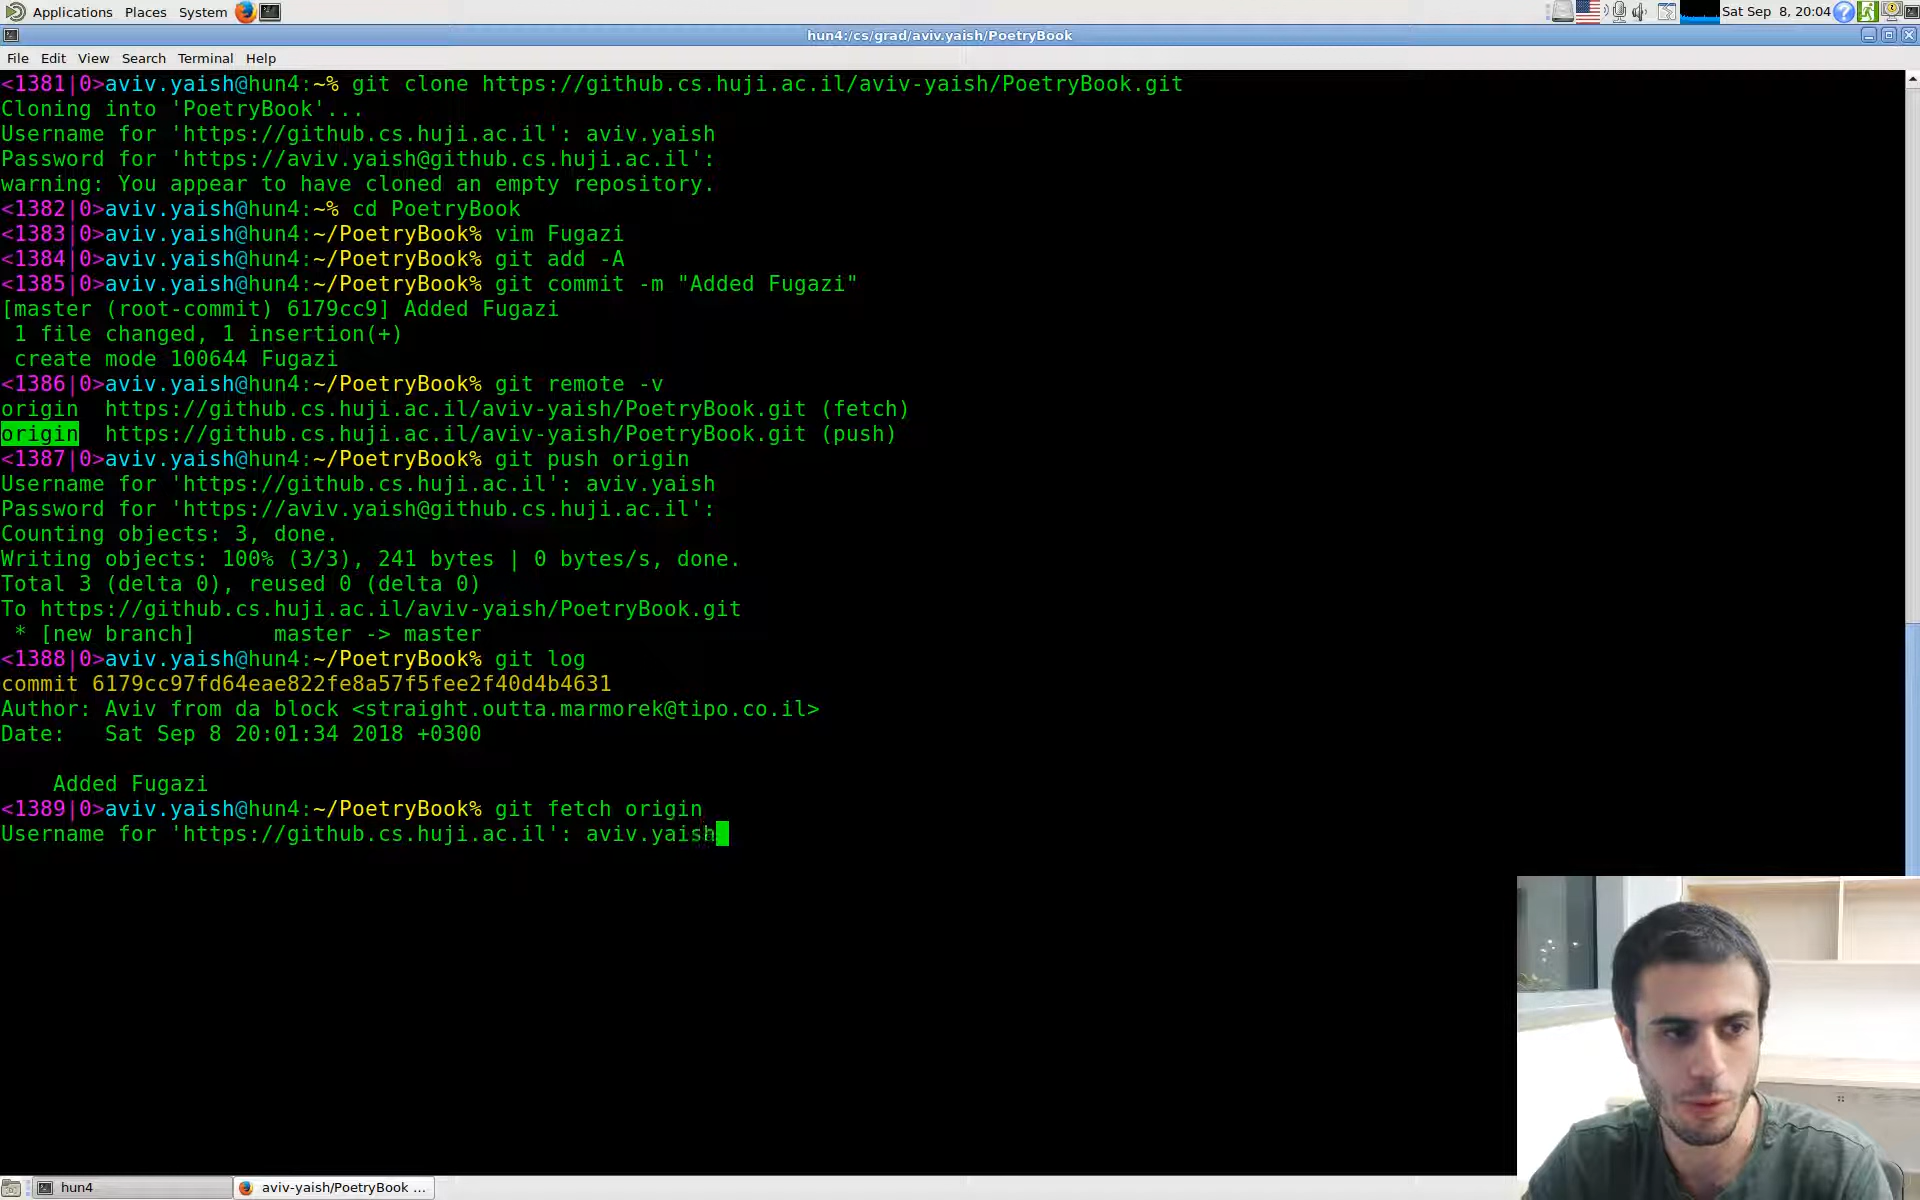 Applications Places System Sat Sep 8, 20:04
hun4:/cs/grad/aviv.yaish/PoetryBook
File Edit View Search Terminal Help
<1381|0>aviv.yaish@hun4:~% git clone https://github.cs.huji.ac.il/aviv-yaish/PoetryBook.git
Cloning into 'PoetryBook'...
Username for 'https://github.cs.huji.ac.il': aviv.yaish
Password for 'https://aviv.yaish@github.cs.huji.ac.il':
warning: You appear to have cloned an empty repository.
<1382|0>aviv.yaish@hun4:~% cd PoetryBook
<1383|0>aviv.yaish@hun4:~/PoetryBook% vim Fugazi
<1384|0>aviv.yaish@hun4:~/PoetryBook% git add -A
<1385|0>aviv.yaish@hun4:~/PoetryBook% git commit -m "Added Fugazi"
[master (root-commit) 6179cc9] Added Fugazi
 1 file changed, 1 insertion(+)
 create mode 100644 Fugazi
<1386|0>aviv.yaish@hun4:~/PoetryBook% git remote -v
origin  https://github.cs.huji.ac.il/aviv-yaish/PoetryBook.git (fetch)
origin  https://github.cs.huji.ac.il/aviv-yaish/PoetryBook.git (push)
<1387|0>aviv.yaish@hun4:~/PoetryBook% git push origin
Username for 'https://github.cs.huji.ac.il': aviv.yaish
Password for 'https://aviv.yaish@github.cs.huji.ac.il':
Counting objects: 3, done.
Writing objects: 100% (3/3), 241 bytes | 0 bytes/s, done.
Total 3 (delta 0), reused 0 (delta 0)
To https://github.cs.huji.ac.il/aviv-yaish/PoetryBook.git
 * [new branch]      master -> master
<1388|0>aviv.yaish@hun4:~/PoetryBook% git log
commit 6179cc97fd64eae822fe8a57f5fee2f40d4b4631
Author: Aviv from da block <straight.outta.marmorek@tipo.co.il>
Date:   Sat Sep 8 20:01:34 2018 +0300
    Added Fugazi
<1389|0>aviv.yaish@hun4:~/PoetryBook% git fetch origin
Username for 'https://github.cs.huji.ac.il': aviv.yaish
hun4 aviv-yaish/PoetryBook ...